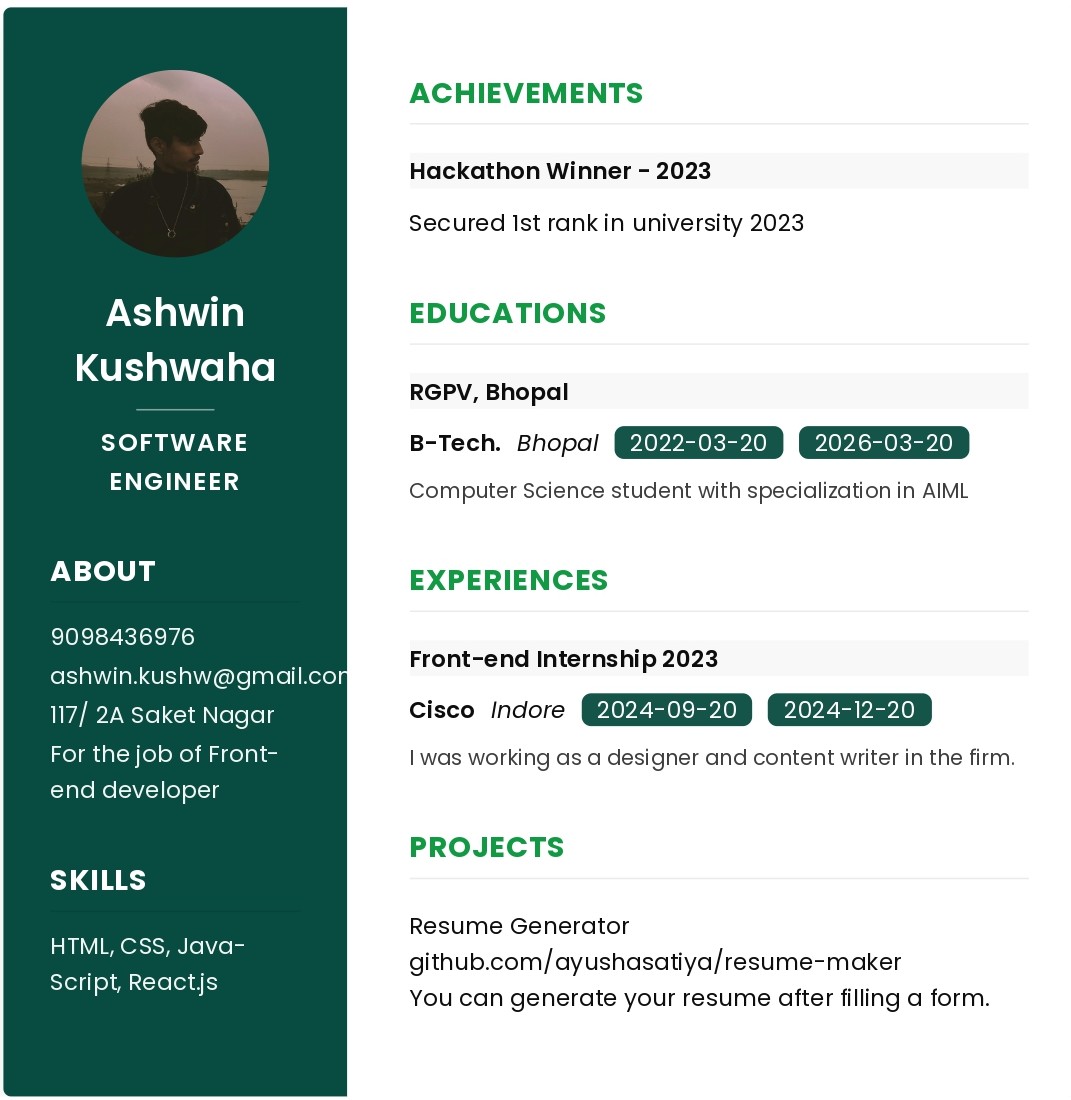 Ashwin
Kushwaha
SOFTWARE
ENGINEER
ABOUT
9098436976
ashwin.kushw@gmail.com
117/ 2A Saket Nagar
For the job of Front-
end developer
SKILLS
HTML, CSS, Java-
Script, React.js
ACHIEVEMENTS
Hackathon Winner - 2023
Secured 1st rank in university 2023
EDUCATIONS
RGPV, Bhopal
B-Tech. Bhopal 2022-03-20 2026-03-20
Computer Science student with specialization in AIML
EXPERIENCES
Front-end Internship 2023
Cisco Indore 2024-09-20 2024-12-20
I was working as a designer and content writer in the firm.
PROJECTS
Resume Generator
github.com/ayushasatiya/resume-maker
You can generate your resume after filling a form.